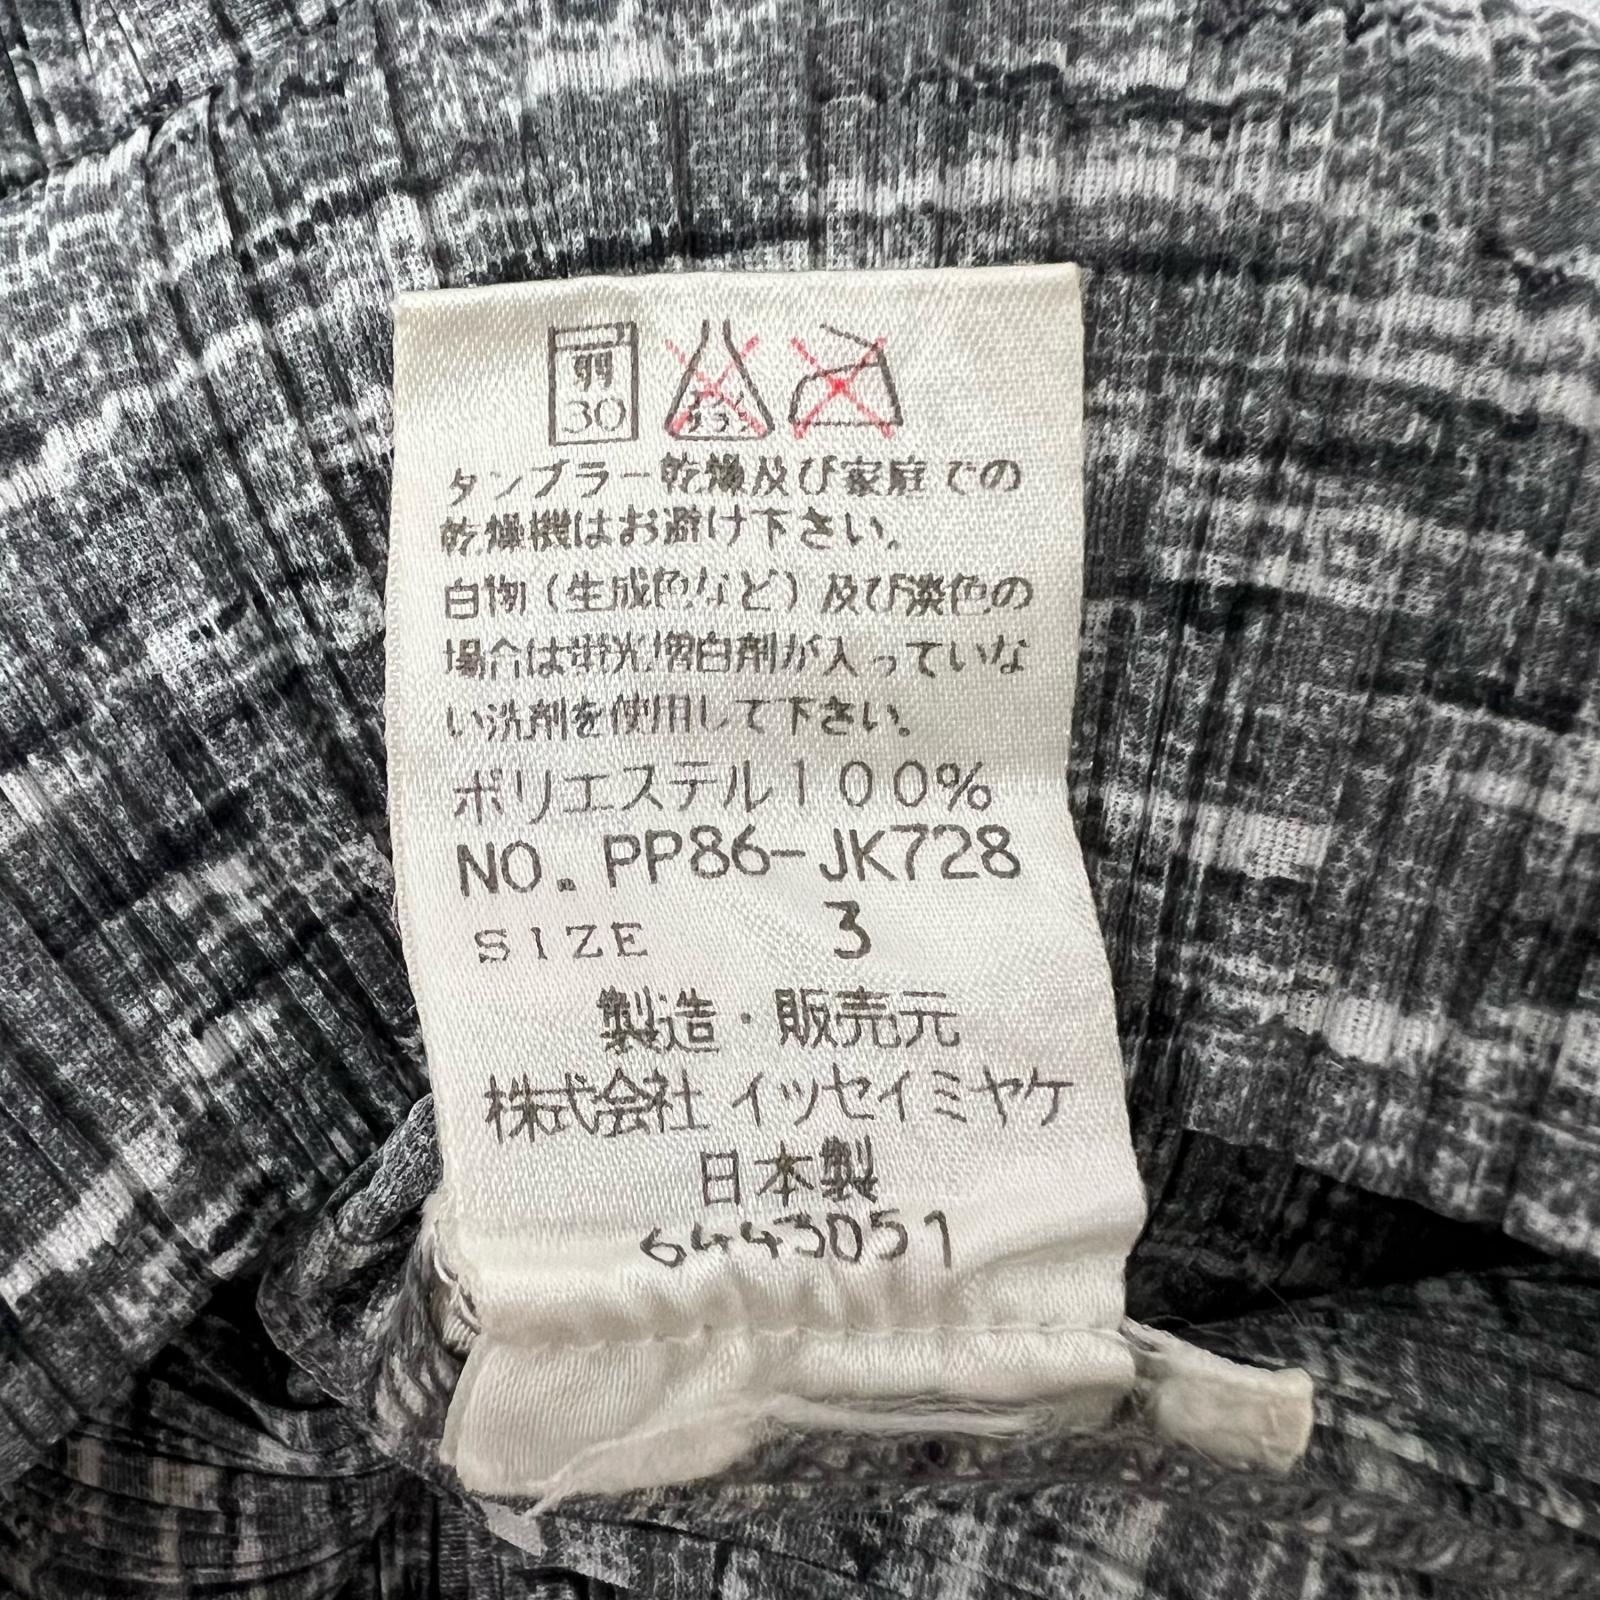 弱
30
タンブラー乾燥及び家庭での
乾燥機はお避け下さい。
白物(生成色など)及び淡色の
場合は蛍光増白剤が入っていな
い洗剤を使用して下さい。
ポリエステル100%
NO. PP86-JK728
SIZE 3
製造・販売元
株式会社 イッセイミヤケ
日本製
6443051